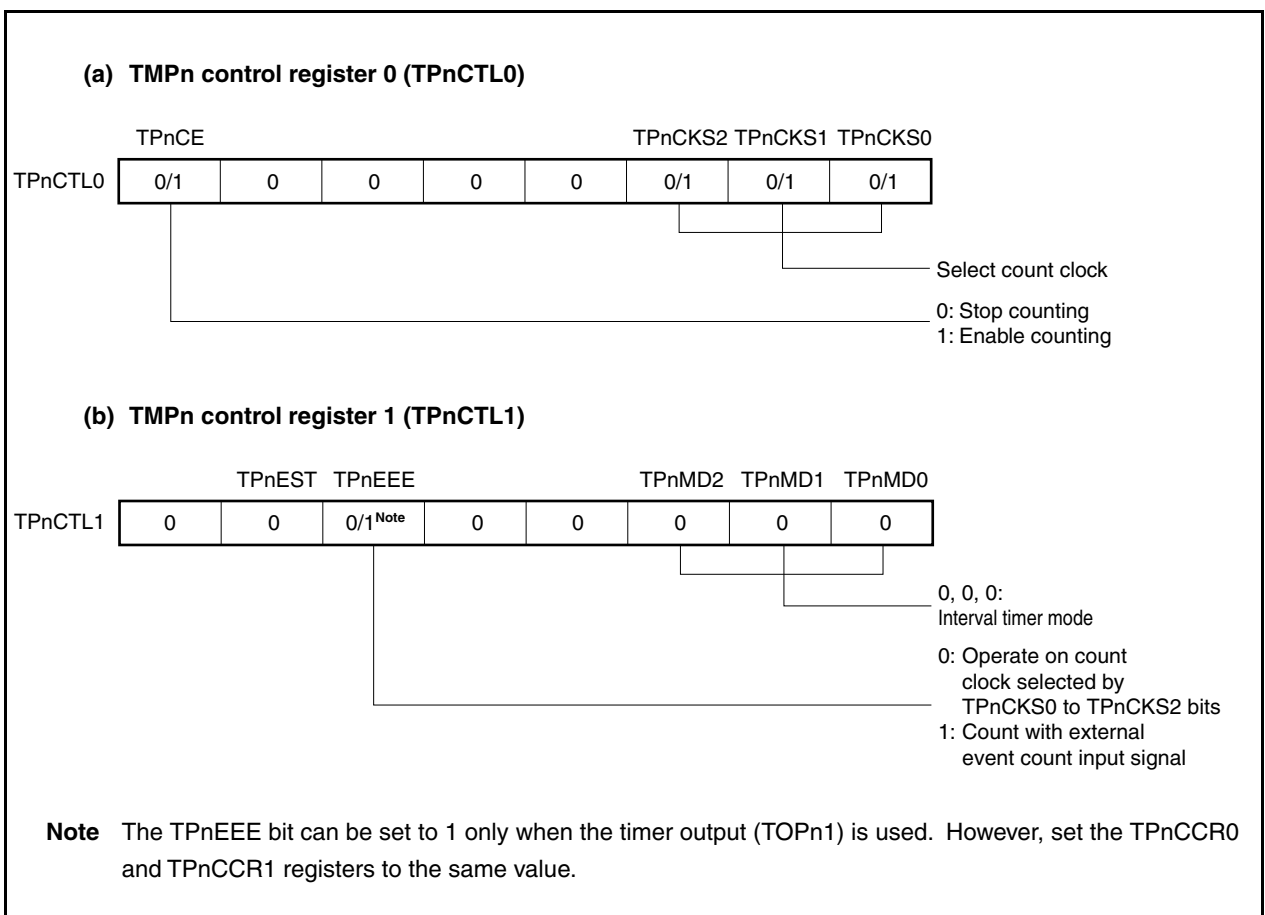 (a) TMPn control register 0 (TPnCTL0)
TPnCE TPnCKS2 TPnCKS1 TPnCKS0
TPnCTL0 0/1 0 0 0 0 0/1 0/1 0/1
Select count clock
0: Stop counting
1: Enable counting
(b) TMPn control register 1 (TPnCTL1)
TPnEST TPnEEE TPnMD2 TPnMD1 TPnMD0
TPnCTL1 0 0 0/1Note 0 0 0 0 0
0, 0, 0:
Interval timer mode
0: Operate on count
clock selected by
TPnCKS0 to TPnCKS2 bits
1: Count with external
event count input signal
Note The TPnEEE bit can be set to 1 only when the timer output (TOPn1) is used. However, set the TPnCCR0
and TPnCCR1 registers to the same value.